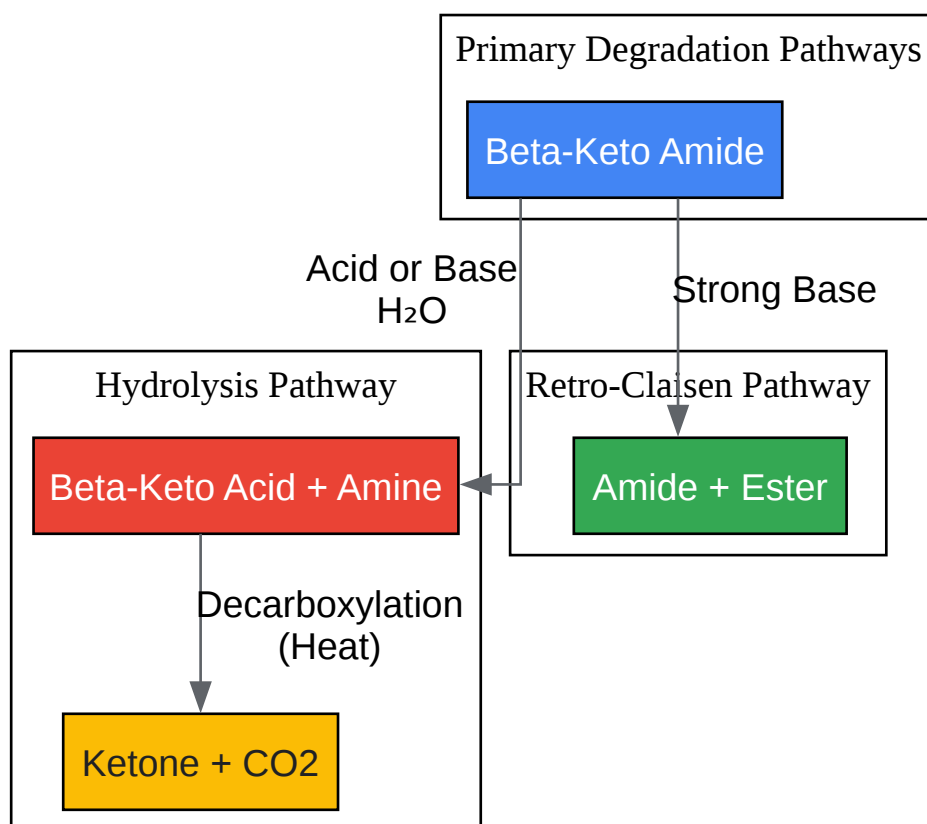 Primary Degradation Pathways
Beta-Keto Amide
Acid or Base
H₂O
Strong Base
Hydrolysis Pathway
Retro-Claisen Pathway
Beta-Keto Acid + Amine
Amide + Ester
Decarboxylation
(Heat)
Ketone + CO2